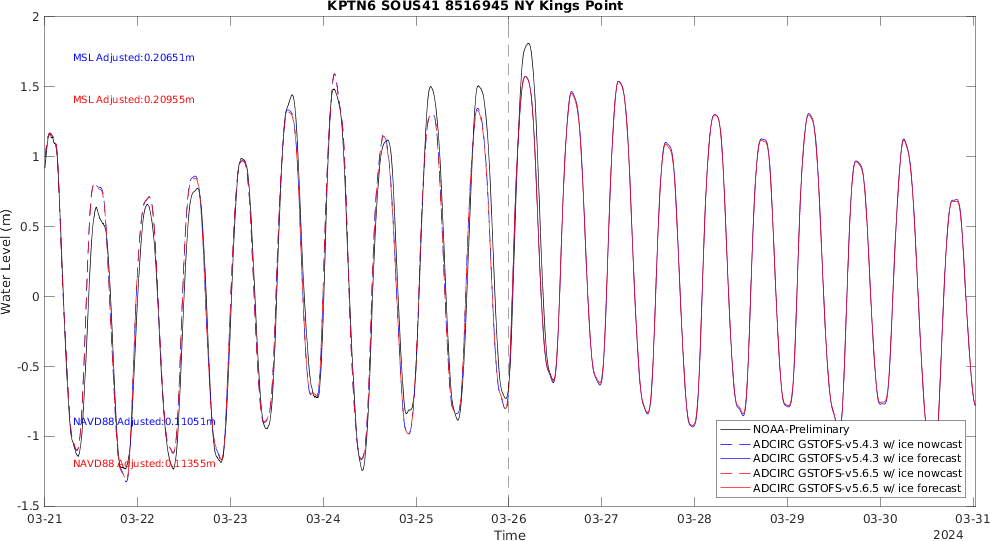 KPTN6 SOUS41 8516945 NY Kings Point
2
1.5
1
0.5
0
-0.5
-1
-1.5
Water Level (m)
MSL Adjusted:0.20651m
MSL Adjusted:0.20955m
NAVD88 Adjusted:0.11051m
NAVD88 Adjusted:0.11355m
NOAA-Preliminary
ADCIRC GSTOFS-v5.4.3 w/ ice nowcast
ADCIRC GSTOFS-v5.4.3 w/ ice forecast
ADCIRC GSTOFS-v5.6.5 w/ ice nowcast
ADCIRC GSTOFS-v5.6.5 w/ ice forecast
03-21 03-22 03-23 03-24 03-25 03-26 03-27 03-28 03-29 03-30 03-31
Time
2024